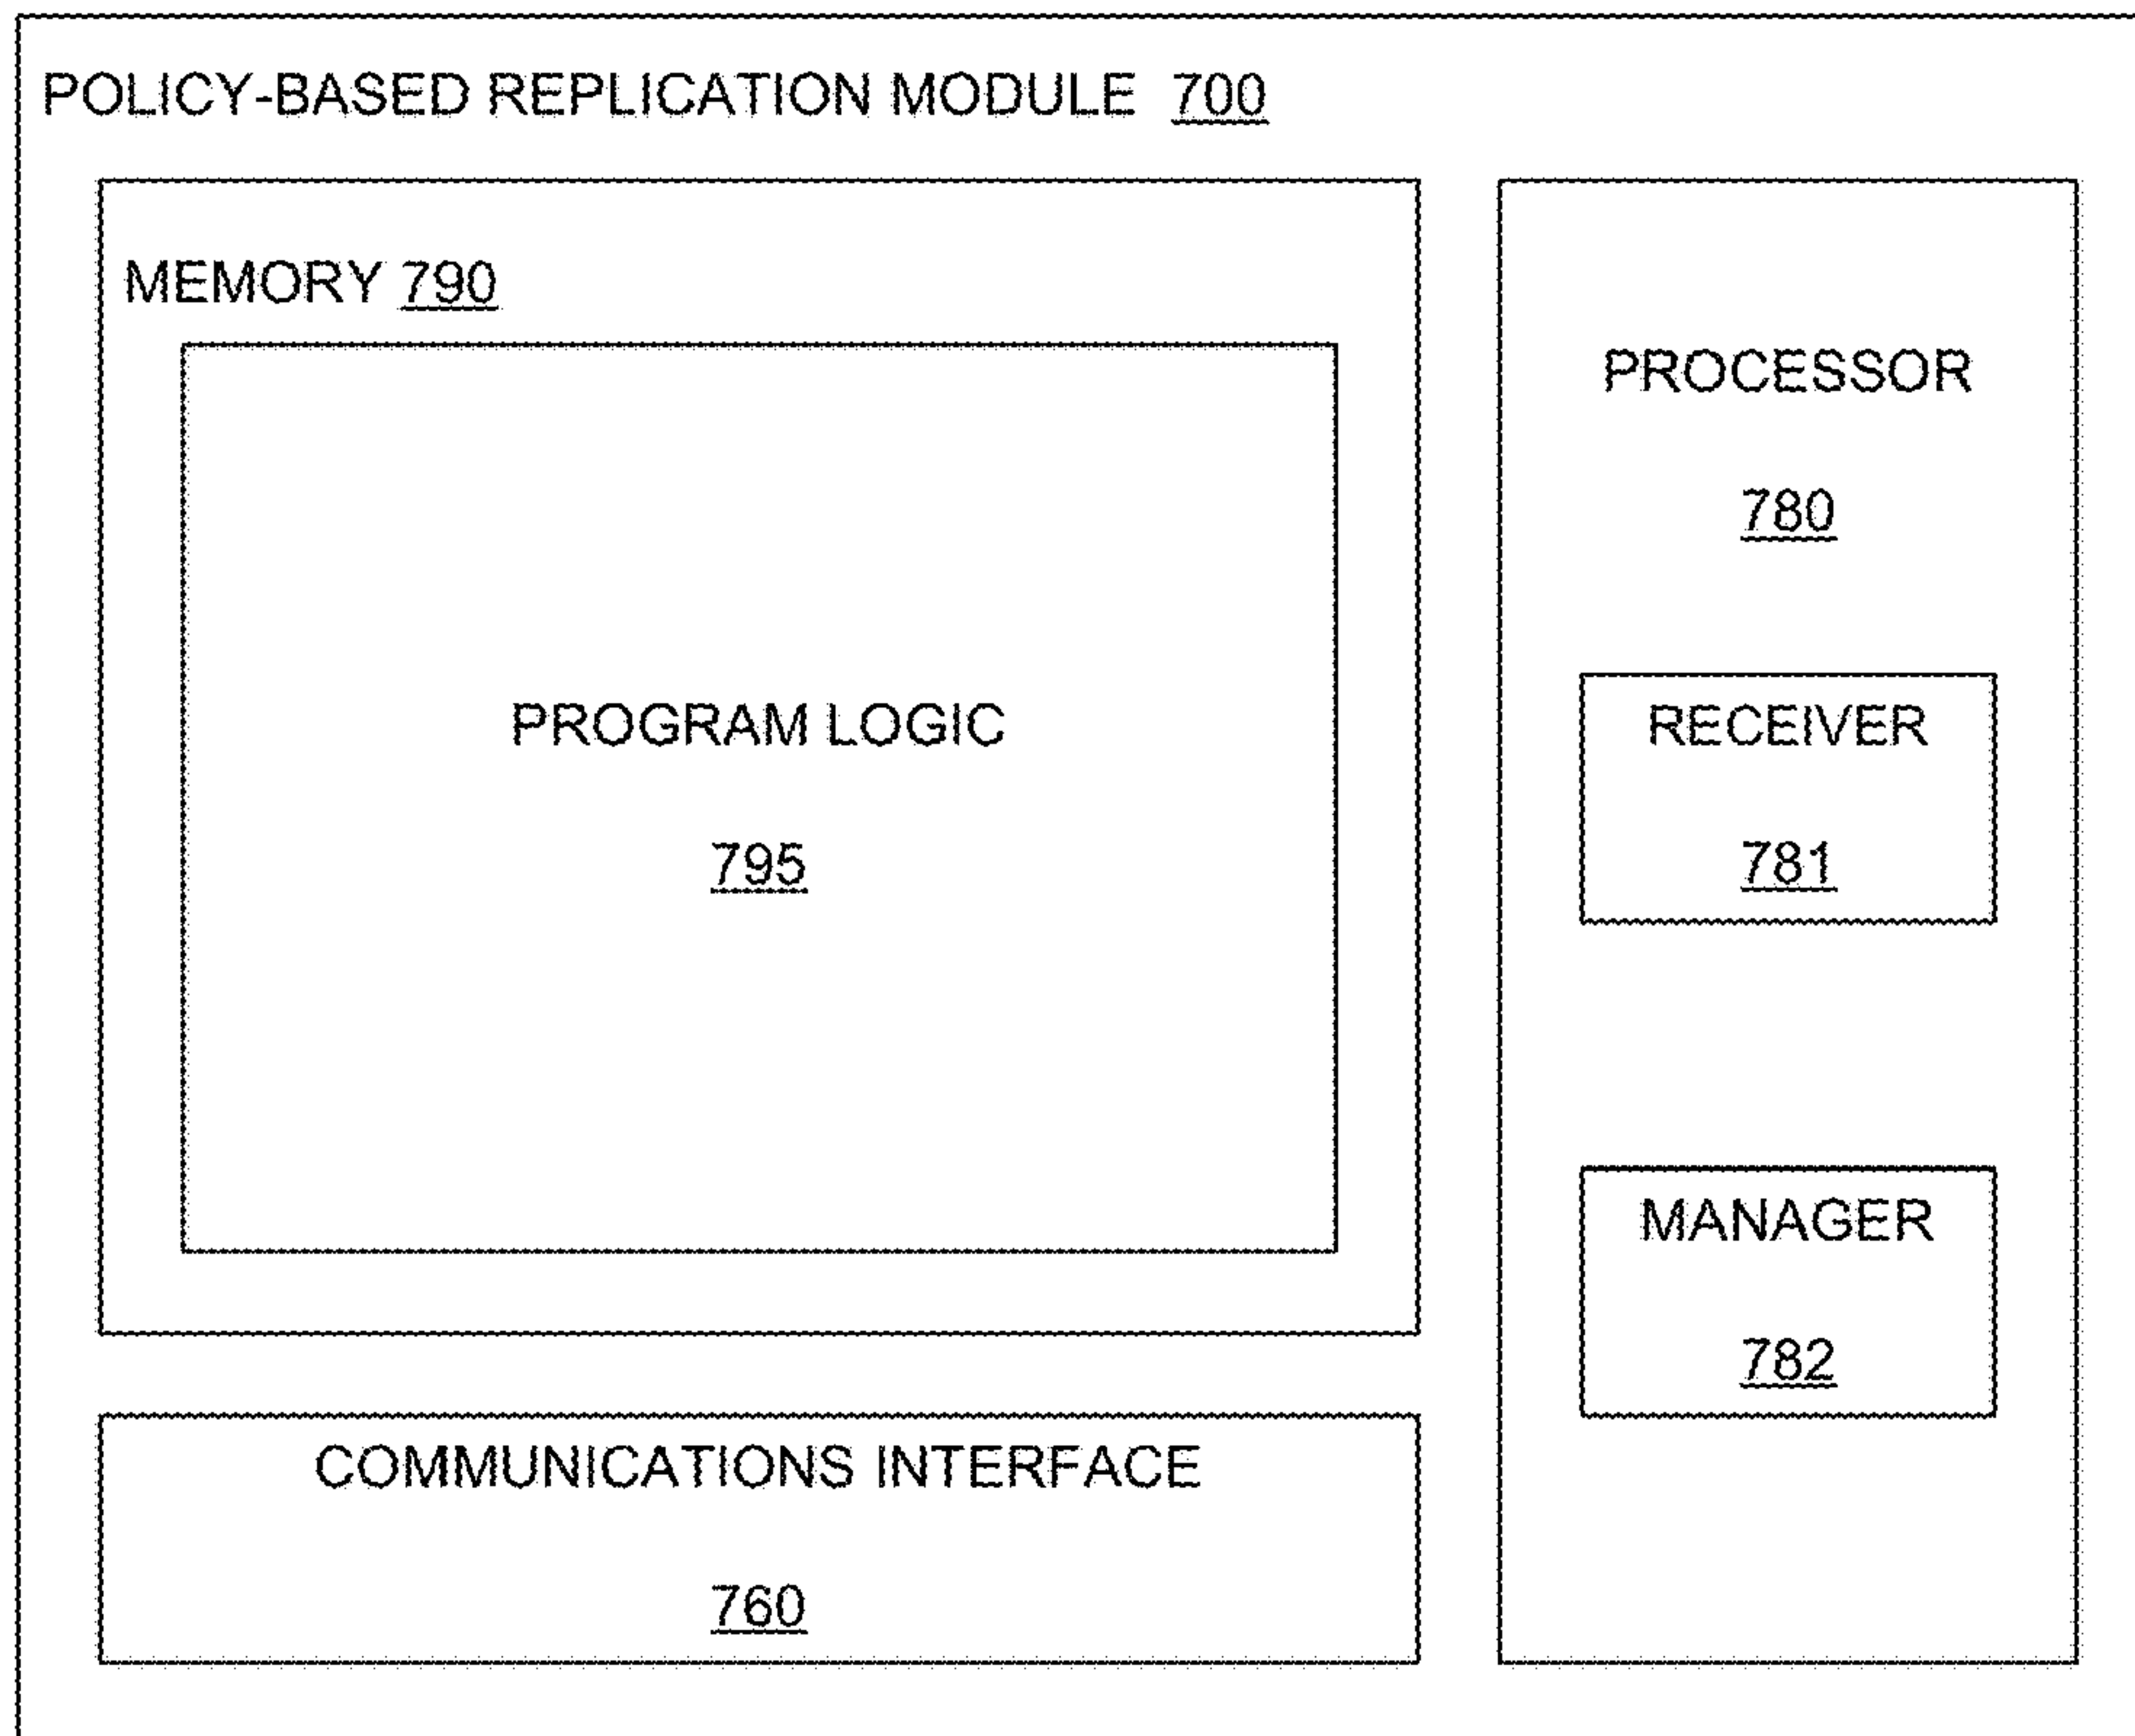 POLICY-BASED REPLICATION MODULE 700
MEMORY 790
PROGRAM LOGIC
795
COMMUNICATIONS INTERFACE
760
PROCESSOR
780
RECEIVER
781
MANAGER
782